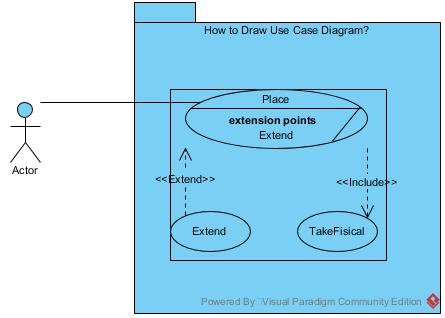 How to Draw Use Case Diagram?
Place
extension points
Extend
Actor
<<Extend>>
<<Include>>
Extend
TakeFisical
Powered By Visual Paradigm Community Edition